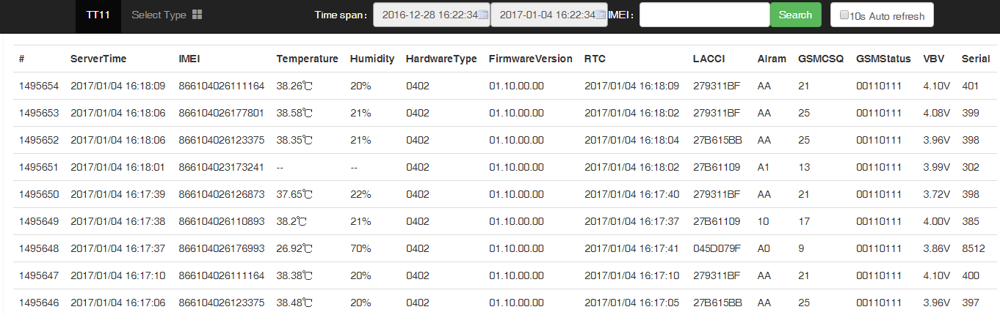 TT11 Select Type Time span: 2016-12-28 16:22:34 2017-01-04 16:22:34 IMEI: Search 10s Auto refresh
# ServerTime IMEI Temperature Humidity HardwareType FirmwareVersion RTC LACCI Alram GSMCSQ GSMStatus VBV Serial
1495654 2017/01/04 16:18:09 866104026111164 38.26℃ 20% 0402 01.10.00.00 2017/01/04 16:18:09 279311BF AA 21 00110111 4.10V 401
1495653 2017/01/04 16:18:06 866104026177801 38.58℃ 21% 0402 01.10.00.00 2017/01/04 16:18:02 279311BF AA 25 00110111 4.08V 399
1495652 2017/01/04 16:18:06 866104026123375 38.35℃ 21% 0402 01.10.00.00 2017/01/04 16:18:04 27B615BB AA 25 00110111 3.96V 398
1495651 2017/01/04 16:18:01 866104023173241 -- -- 0402 01.10.00.00 2017/01/04 16:18:02 27B61109 A1 13 00110111 3.99V 302
1495650 2017/01/04 16:17:39 866104026126873 37.65℃ 22% 0402 01.10.00.00 2017/01/04 16:17:40 279311BF AA 21 00110111 3.72V 398
1495649 2017/01/04 16:17:38 866104026110893 38.2℃ 21% 0402 01.10.00.00 2017/01/04 16:17:37 27B61109 10 17 00110111 4.00V 385
1495648 2017/01/04 16:17:37 866104026176993 26.92℃ 70% 0402 01.10.00.00 2017/01/04 16:17:41 045D079F A0 9 00110111 3.86V 8512
1495647 2017/01/04 16:17:10 866104026111164 38.38℃ 20% 0402 01.10.00.00 2017/01/04 16:17:10 279311BF AA 21 00110111 4.10V 400
1495646 2017/01/04 16:17:06 866104026123375 38.48℃ 20% 0402 01.10.00.00 2017/01/04 16:17:05 27B615BB AA 25 00110111 3.96V 397